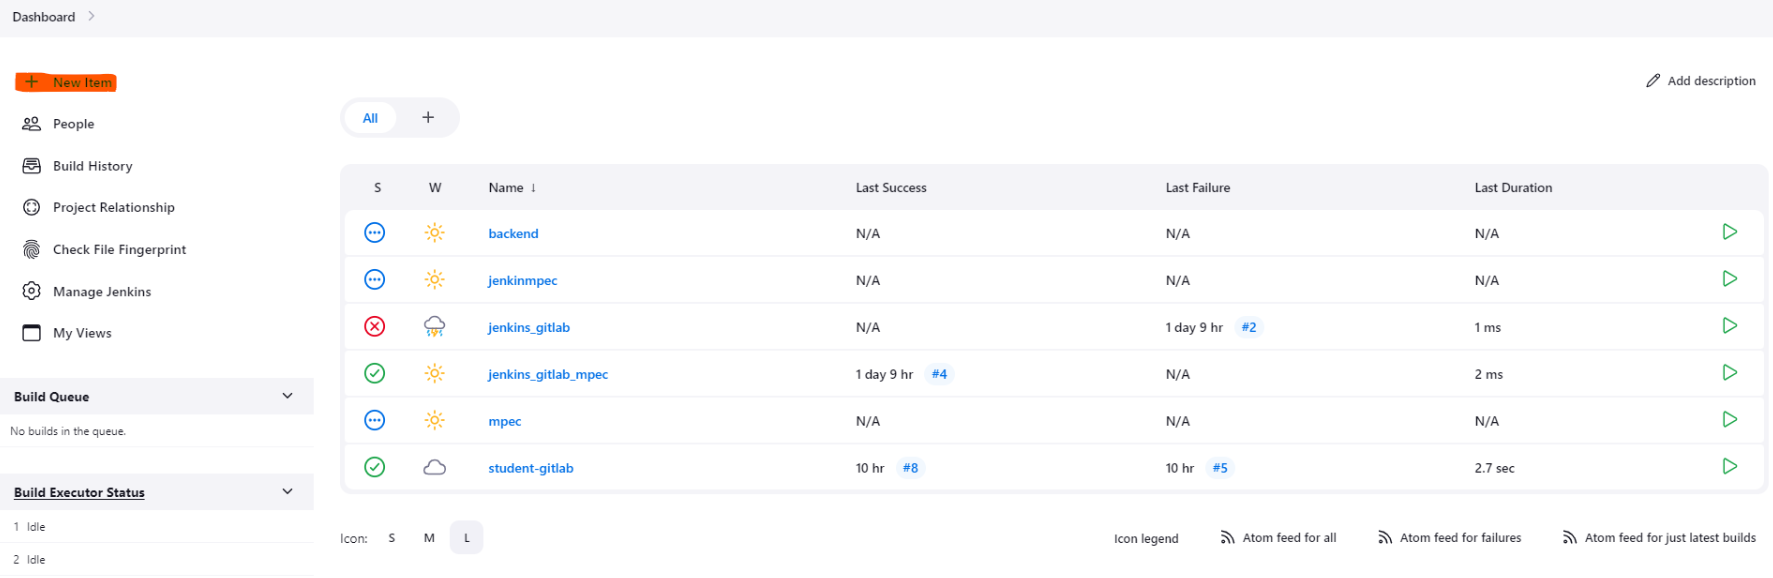 Dashboard
New Item
Add description
People
All +
Build History
S W Name ↓ Last Success Last Failure Last Duration
Project Relationship
backend N/A N/A N/A
Check File Fingerprint
jenkinmpec N/A N/A N/A
Manage Jenkins
jenkins_gitlab N/A 1 day 9 hr #2 1 ms
My Views
jenkins_gitlab_mpec 1 day 9 hr #4 N/A 2 ms
Build Queue
mpec N/A N/A N/A
No builds in the queue.
student-gitlab 10 hr #8 10 hr #5 2.7 sec
Build Executor Status
1 Idle
Icon: S M L Icon legend Atom feed for all Atom feed for failures Atom feed for just latest builds
2 Idle